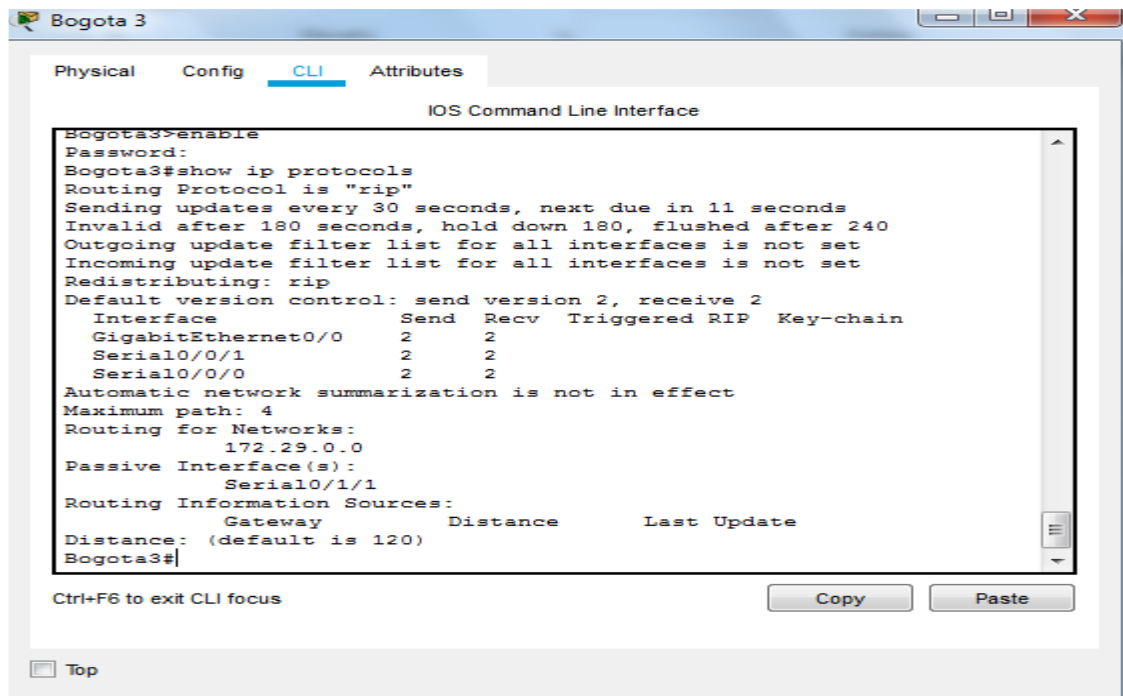 Bogota 3
Physical Config CLI Attributes
IOS Command Line Interface
Bogota3>enable
Password:
Bogota3#show ip protocols
Routing Protocol is "rip"
Sending updates every 30 seconds, next due in 11 seconds
Invalid after 180 seconds, hold down 180, flushed after 240
Outgoing update filter list for all interfaces is not set
Incoming update filter list for all interfaces is not set
Redistributing: rip
Default version control: send version 2, receive 2
Interface Send Recv Triggered RIP Key-chain
GigabitEthernet0/0 2 2
Serial0/0/1 2 2
Serial0/0/0 2 2
Automatic network summarization is not in effect
Maximum path: 4
Routing for Networks:
172.29.0.0
Passive Interface(s):
Serial0/1/1
Routing Information Sources:
Gateway Distance Last Update
Distance: (default is 120)
Bogota3#
Ctrl+F6 to exit CLI focus
Copy Paste
Top